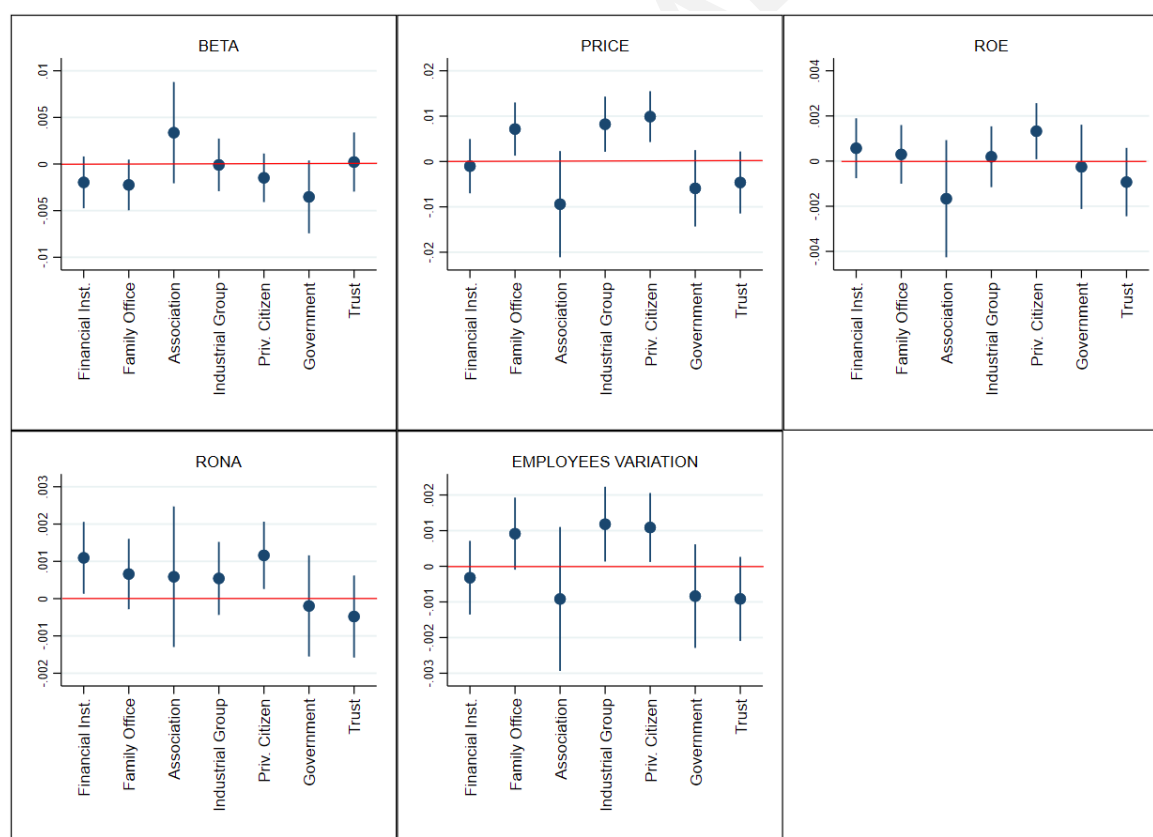 BETA
.01
.005
0
-.005
-.01
Financial Inst.
Family Office
Association
Industrial Group
Priv. Citizen
Government
Trust
PRICE
.02
.01
0
-.01
-.02
Financial Inst.
Family Office
Association
Industrial Group
Priv. Citizen
Government
Trust
ROE
.004
.002
0
-.002
-.004
Financial Inst.
Family Office
Association
Industrial Group
Priv. Citizen
Government
Trust
RONA
.003
.002
.001
0
-.001
-.002
Financial Inst.
Family Office
Association
Industrial Group
Priv. Citizen
Government
Trust
EMPLOYEES VARIATION
.002
.001
0
-.001
-.002
-.003
Financial Inst.
Family Office
Association
Industrial Group
Priv. Citizen
Government
Trust